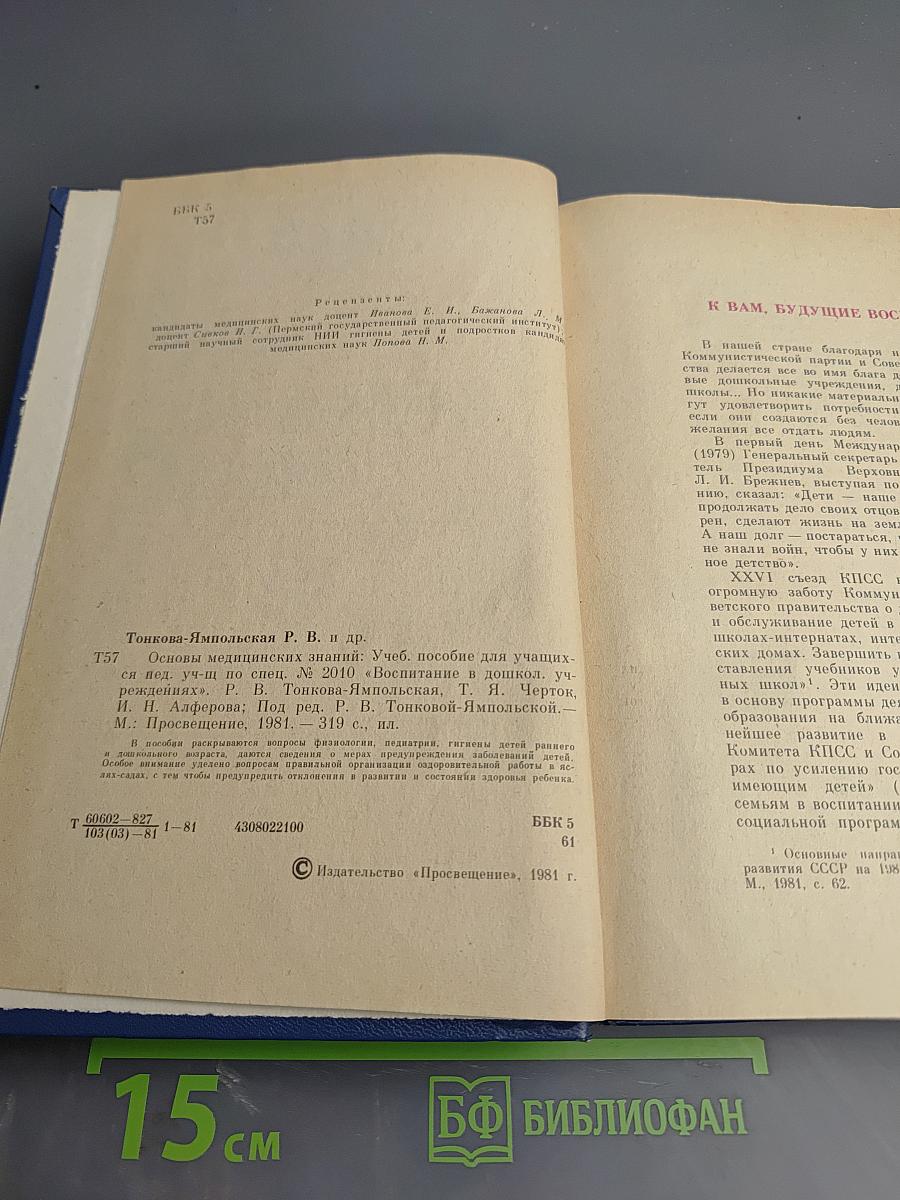 ББК 5
Т57
Рецензенты:
кандидаты медицинских наук доцент Иванова Е. И., Бажанова Л. М
доцент Сивков И. Г. (Пермский государственный педагогический институт);
старший научный сотрудник НИИ гигиены детей и подростков кандид
медицинских наук Попова Н. М.
Тонкова-Ямпольская Р. В. и др.
Т57 Основы медицинских знаний: Учеб. пособие для учащих-
ся пед. уч-щ по спец. № 2010 «Воспитание в дошкол. уч-
реждениях». Р. В. Тонкова-Ямпольская, Т. Я. Черток,
И. Н. Алферова; Под ред. Р. В. Тонковой-Ямпольской.—
М.: Просвещение, 1981. — 319 с., ил.
В пособии раскрываются вопросы физиологии, педиатрии, гигиены детей раннего
и дошкольного возраста, даются сведения о мерах предупреждения заболеваний детей.
Особое внимание уделено вопросам правильной организации оздоровительной работы в яс-
лях-садах, с тем чтобы предупредить отклонения в развитии и состоянии здоровья ребенка.
Т 60602—827
103(03)—81 1—81 4308022100
ББК 5
61
© Издательство «Просвещение», 1981 г.
К ВАМ, БУДУЩИЕ ВОС
В нашей стране благодаря
Коммунистической партии и Сове
ства делается все во имя блага д
вые дошкольные учреждения, д
школы... Но никакие материальн
гут удовлетворить потребности
если они создаются без челов
желания все отдать людям.
В первый день Междунар
(1979) Генеральный секретарь
тель Президиума Верховн
Л. И. Брежнев, выступая по
нию, сказал: «Дети — наше
продолжать дело своих отцов
рен, сделают жизнь на земл
А наш долг — постараться,
не знали войн, чтобы у них
ное детство».
XXVI съезд КПСС
огромную заботу Коммун
ветского правительства о
и обслуживание детей в
школах-интернатах, инте
ских домах. Завершить
ставления учебников у
ных школ»¹. Эти идеи
в основу программы дея
образования на ближа
нейшее развитие в
Комитета КПСС и Со
рах по усилению гос
имеющим детей» (
семьям в воспитании
социальной програм
¹ Основные направ
развития СССР на 198
М., 1981, с. 62.
15 см
БФ БИБЛИОФАН